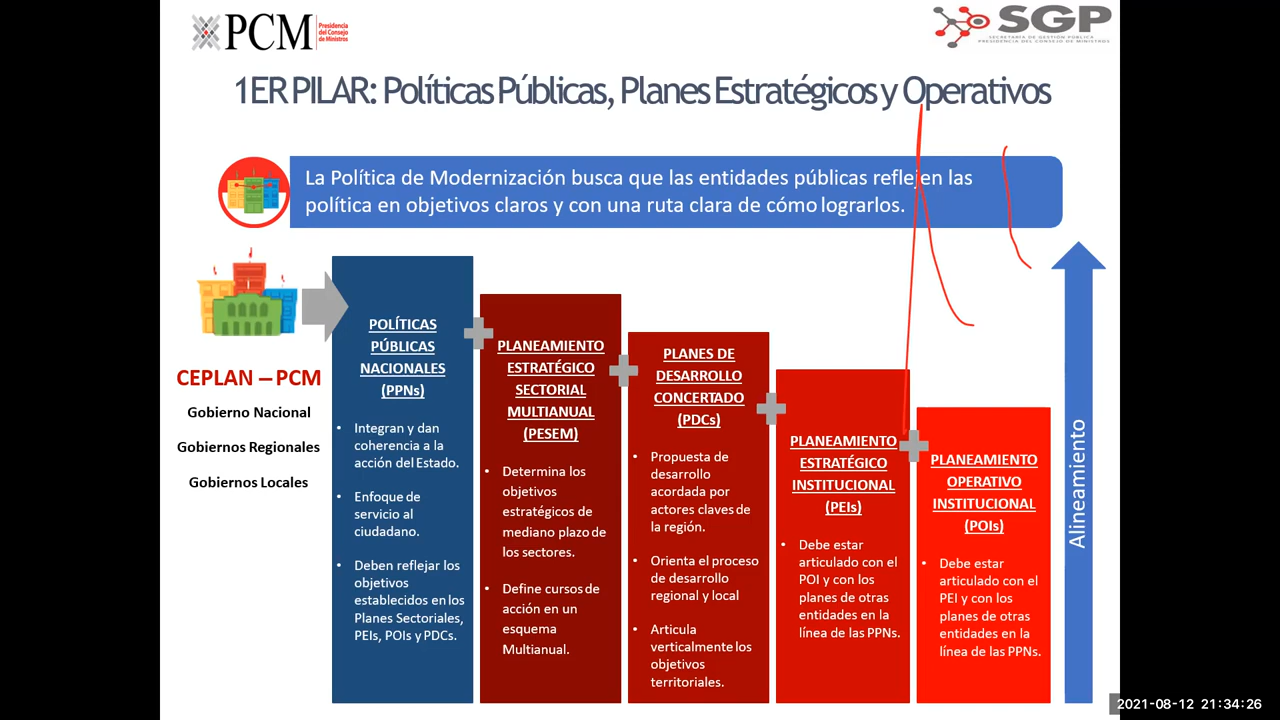 PCM
Presidencia
del Consejo
de Ministros
SGP
SECRETARÍA DE GESTIÓN PÚBLICA
PRESIDENCIA DEL CONSEJO DE MINISTROS
1ER PILAR: Políticas Públicas, Planes Estratégicos y Operativos
La Política de Modernización busca que las entidades públicas reflejen las
política en objetivos claros y con una ruta clara de cómo lograrlos.
CEPLAN – PCM
Gobierno Nacional
Gobiernos Regionales
Gobiernos Locales
POLÍTICAS
PÚBLICAS
NACIONALES
(PPNs)
• Integran y dan
coherencia a la
acción del Estado.
• Enfoque de
servicio al
ciudadano.
• Deben reflejar los
objetivos
establecidos en los
Planes Sectoriales,
PEIs, POIs y PDCs.
PLANEAMIENTO
ESTRATÉGICO
SECTORIAL
MULTIANUAL
(PESEM)
• Determina los
objetivos
estratégicos de
mediano plazo de
los sectores.
• Define cursos de
acción en un
esquema
Multianual.
PLANES DE
DESARROLLO
CONCERTADO
(PDCs)
• Propuesta de
desarrollo
acordada por
actores claves de
la región.
• Orienta el proceso
de desarrollo
regional y local
• Articula
verticalmente los
objetivos
territoriales.
PLANEAMIENTO
ESTRATÉGICO
INSTITUCIONAL
(PEIs)
• Debe estar
articulado con el
POI y con los
planes de otras
entidades en la
línea de las PPNs.
PLANEAMIENTO
OPERATIVO
INSTITUCIONAL
(POIs)
• Debe estar
articulado con el
PEI y con los
planes de otras
entidades en la
línea de las PPNs.
Alineamiento
2021-08-12 21:34:26